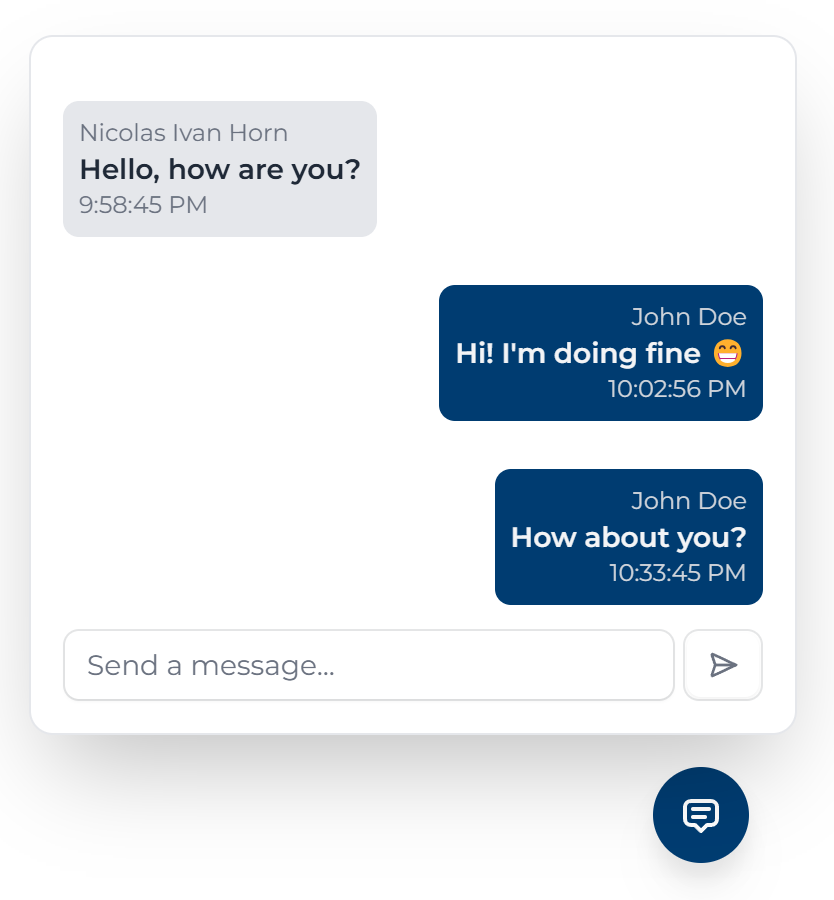 Nicolas Ivan Horn
Hello, how are you?
9:58:45 PM
John Doe
Hi! I'm doing fine 😁
10:02:56 PM
John Doe
How about you?
10:33:45 PM
Send a message...